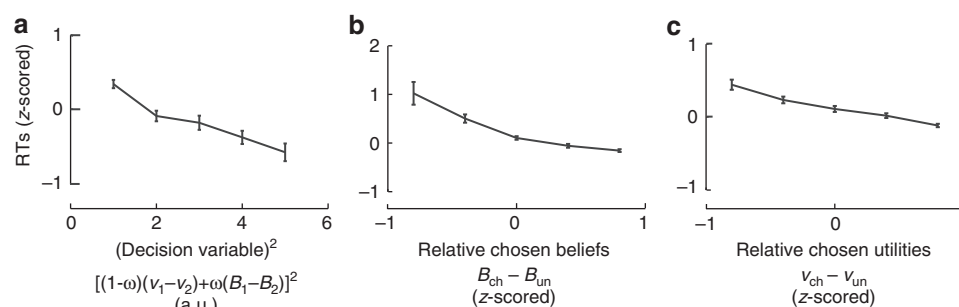 a
b
c
RTs (z-scored)
1
0
–1
0
2
4
6
(Decision variable)²
[(1-ω)(v₁–v₂)+ω(B₁–B₂)]²
(a.u.)
2
1
0
–1
–1
0
1
Relative chosen beliefs
B_ch – B_un
(z-scored)
1
0
–1
–1
0
Relative chosen utilities
v_ch – v_un
(z-scored)